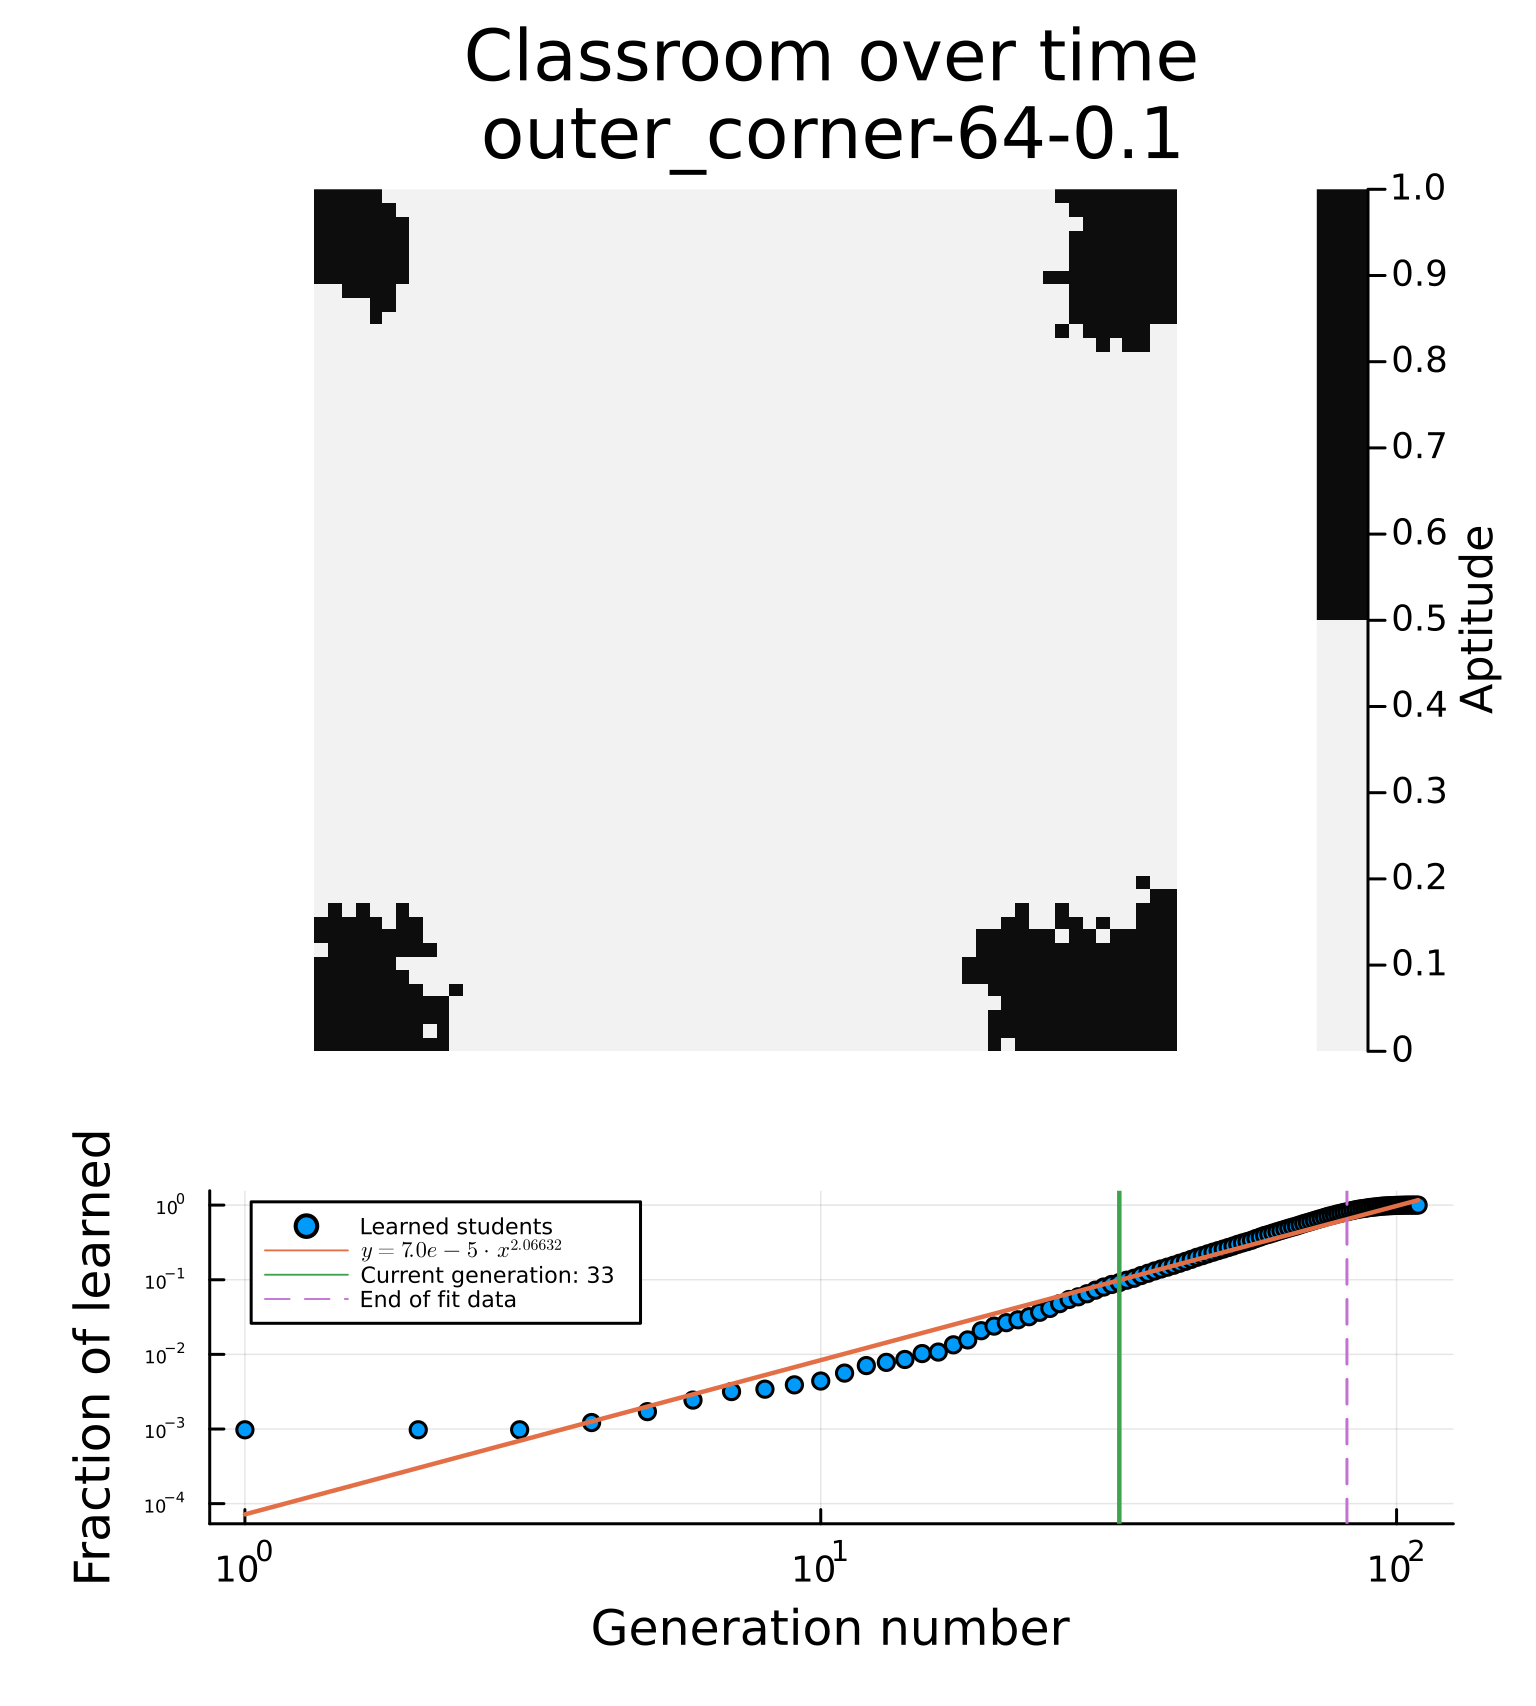 Classroom over time
outer_corner-64-0.1
1.0
0.9
0.8
0.7
0.6
0.5
0.4
0.3
0.2
0.1
0
Aptitude
Fraction of learned
10^0
10^-1
10^-2
10^-3
10^-4
Learned students
y = 7.0e − 5 · x^2.06632
Current generation: 33
End of fit data
10^0
10^1
10^2
Generation number